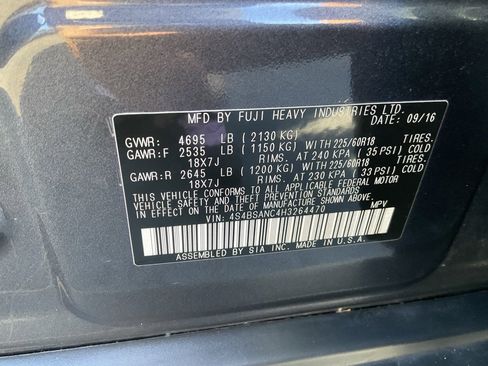 MFD BY FUJI HEAVY INDUSTRIES LTD.
DATE: 09/16
GVWR: 4695 LB ( 2130 KG)
GAWR:F 2535 LB ( 1150 KG) WITH 225/60R18 TIRES.
18X7J RIMS. AT 240 KPA ( 35 PSI) COLD
GAWR:R 2645 LB ( 1200 KG) WITH 225/60R18 TIRES.
18X7J RIMS. AT 230 KPA ( 33 PSI) COLD
THIS VEHICLE CONFORMS TO ALL APPLICABLE FEDERAL MOTOR
VEHICLE SAFETY AND THEFT PREVENTION STANDARDS IN EFFECT
ON THE DATE OF MANUFACTURE SHOWN ABOVE.
VIN: 4S4BSANC4H3264470 MPV
ASSEMBLED BY SIA INC. MADE IN U.S.A.